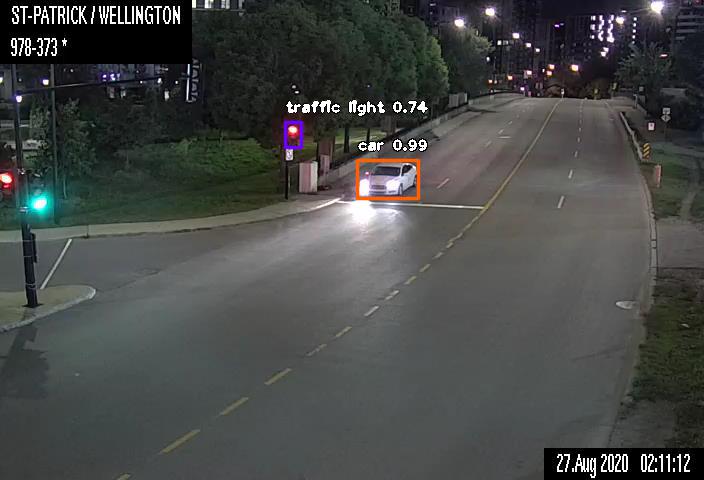 ST-PATRICK / WELLINGTON
978-373 *
traffic light 0.74
car 0.99
27.Aug 2020 02:11:12